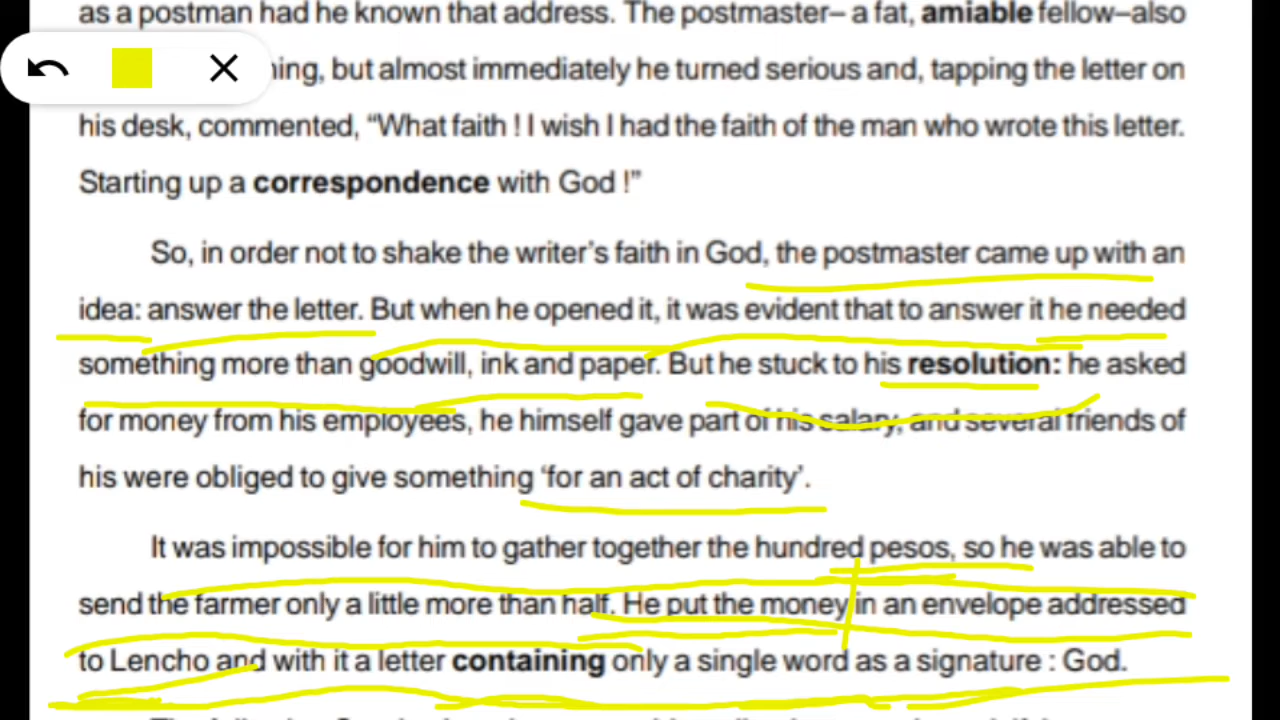 as a postman had he known that address. The postmaster– a fat, amiable fellow–also
but almost immediately he turned serious and, tapping the letter on
his desk, commented, “What faith ! I wish I had the faith of the man who wrote this letter.
Starting up a correspondence with God !”
So, in order not to shake the writer’s faith in God, the postmaster came up with an
idea: answer the letter. But when he opened it, it was evident that to answer it he needed
something more than goodwill, ink and paper. But he stuck to his resolution: he asked
for money from his employees, he himself gave part of his salary, and several friends of
his were obliged to give something ‘for an act of charity’.
It was impossible for him to gather together the hundred pesos, so he was able to
send the farmer only a little more than half. He put the money in an envelope addressed
to Lencho and with it a letter containing only a single word as a signature : God.